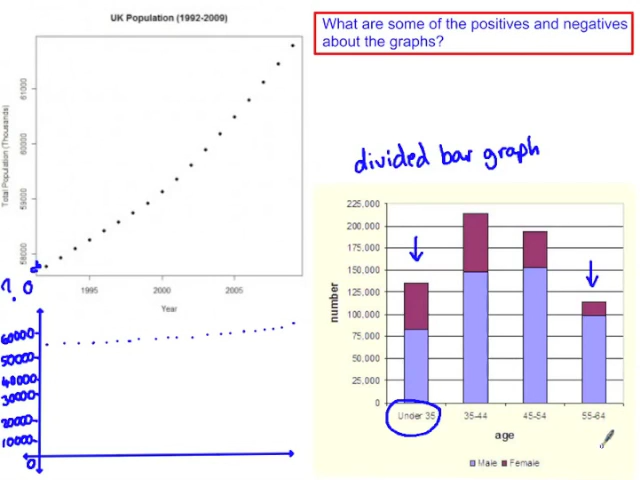 UK Population (1992-2009)
What are some of the positives and negatives
about the graphs?
Total Population (Thousands)
61000
60000
59000
58000
1995
2000
2005
Year
?, 0
60000
50000
40000
30000
20000
10000
0
divided bar graph
225,000
200,000
175,000
150,000
125,000
100,000
75,000
50,000
25,000
0
number
Under 35
35-44
45-54
55-64
age
Male
Female